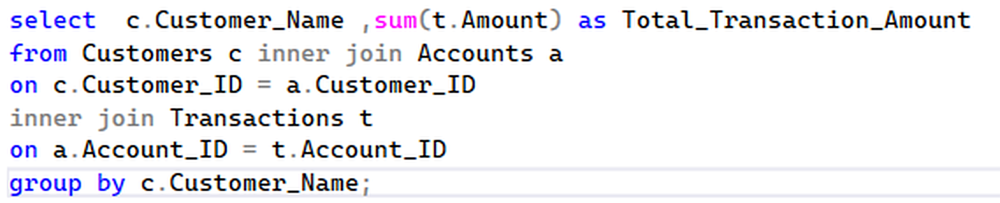 select  c.Customer_Name ,sum(t.Amount) as Total_Transaction_Amount
from Customers c inner join Accounts a
on c.Customer_ID = a.Customer_ID
inner join Transactions t
on a.Account_ID = t.Account_ID
group by c.Customer_Name;